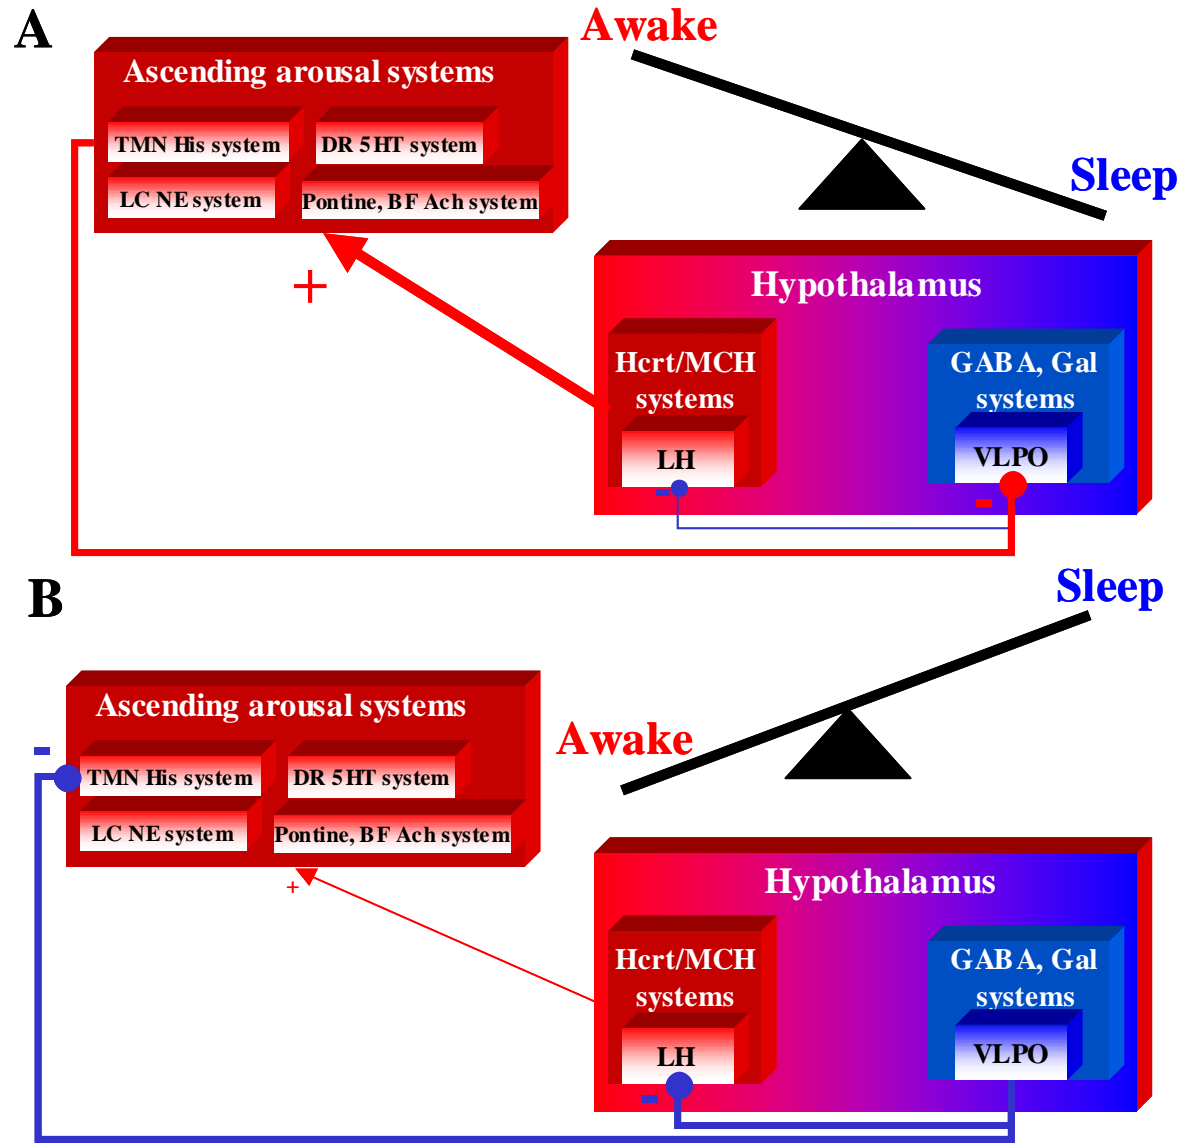 A
Awake
Ascending arousal systems
TMN His system
DR 5HT system
LC NE system
Pontine, BF Ach system
Sleep
+
Hypothalamus
Hcrt/MCH
systems
LH
GABA, Gal
systems
VLPO
-
-
B
Sleep
Ascending arousal systems
Awake
-
TMN His system
DR 5HT system
LC NE system
Pontine, BF Ach system
+
Hypothalamus
Hcrt/MCH
systems
LH
GABA, Gal
systems
VLPO
-